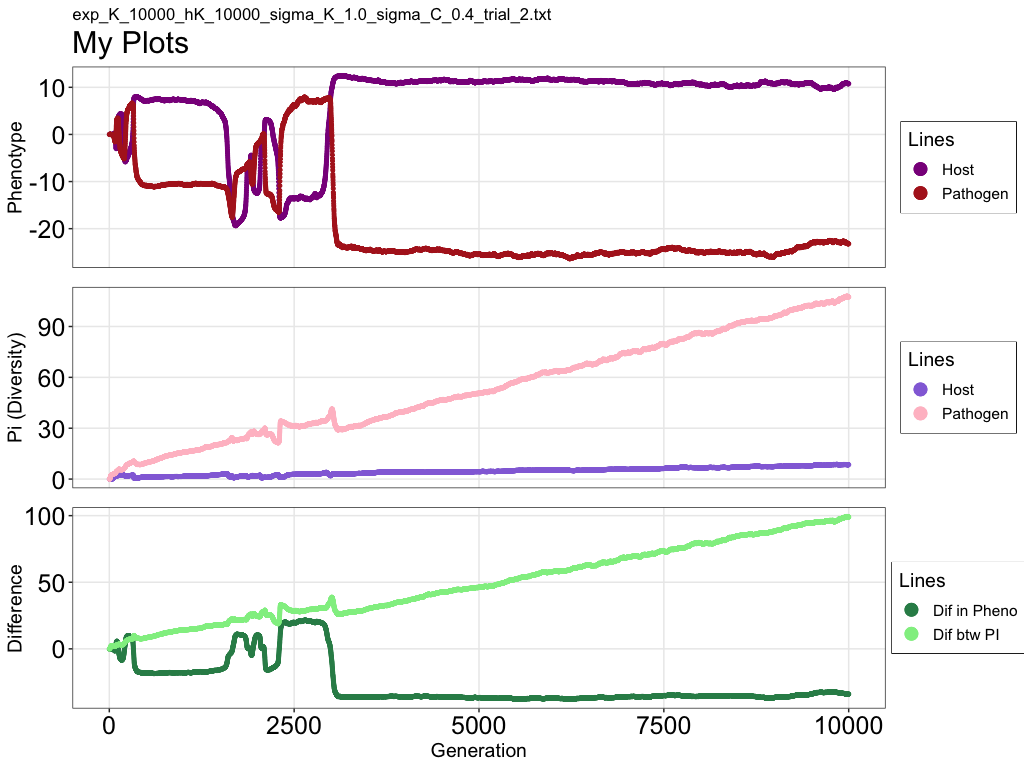 exp_K_10000_hK_10000_sigma_K_1.0_sigma_C_0.4_trial_2.txt
My Plots
Phenotype
10
0
-10
-20
Lines
Host
Pathogen
Pi (Diversity)
90
60
30
0
Lines
Host
Pathogen
Difference
100
50
0
Lines
Dif in Pheno
Dif btw PI
0 2500 5000 7500 10000
Generation